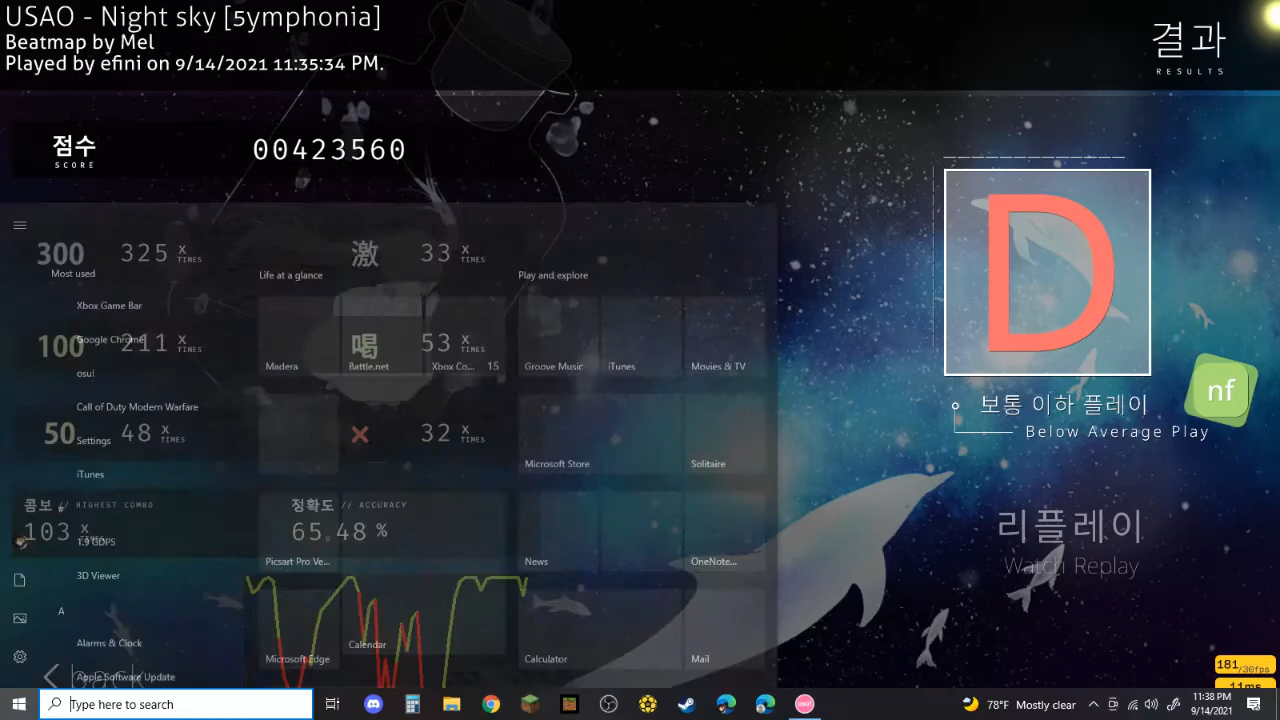 USAO - Night sky [5ymphonia]
Beatmap by Mel
Played by efini on 9/14/2021 11:35:34 PM.
결과
RESULTS
점수
SCORE
00423560
300 325 x TIMES
激 33 x TIMES
Most used
Life at a glance
Play and explore
Xbox Game Bar
Google Chrome
100 211 x TIMES
喝 53 x TIMES
Madera
Battle.net
Xbox Co... 15
Groove Music
iTunes
Movies & TV
osu!
Call of Duty Modern Warfare
50 48 x TIMES
32 x TIMES
Settings
iTunes
Microsoft Store
Solitaire
콤보 // HIGHEST COMBO
103 x
정확도 // ACCURACY
65.48 %
1.9 GDPS
Picsart Pro Ve...
News
OneNote...
3D Viewer
A
Alarms & Clock
Calendar
Microsoft Edge
Calculator
Mail
back
Apple Software Update
D
nf
보통 이하 플레이
Below Average Play
리플레이
Watch Replay
181/30fps
11ms
Type here to search
osu!
78°F Mostly clear
11:38 PM
9/14/2021